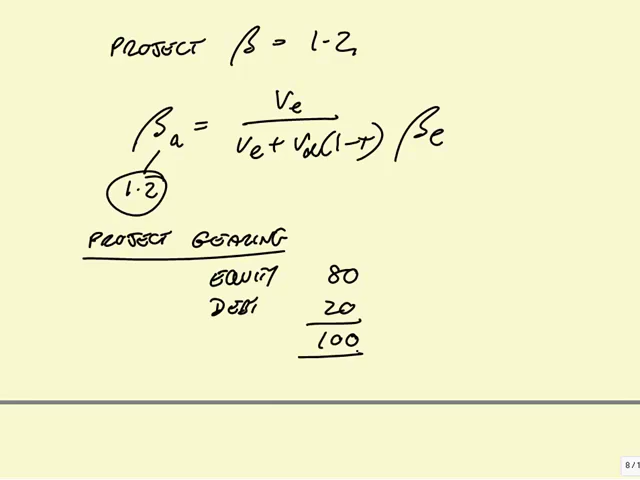 PROJECT β = 1.2
βa = Ve / (Ve + Vd(1-T)) βe
1.2
PROJECT GEARING
EQUITY 80
DEBT 20
100
8 / 1